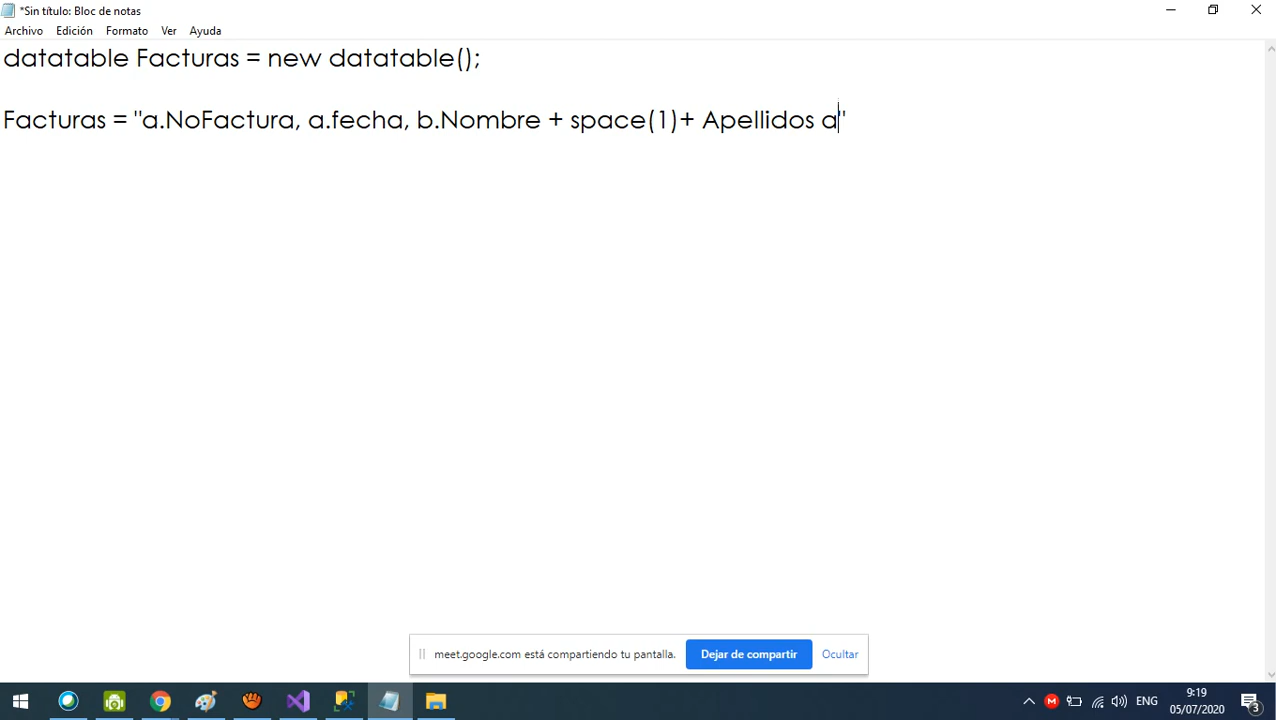 *Sin título: Bloc de notas
Archivo Edición Formato Ver Ayuda
datatable Facturas = new datatable();
Facturas = "a.NoFactura, a.fecha, b.Nombre + space(1)+ Apellidos a"
meet.google.com está compartiendo tu pantalla. Dejar de compartir Ocultar
ENG
9:19
05/07/2020
3